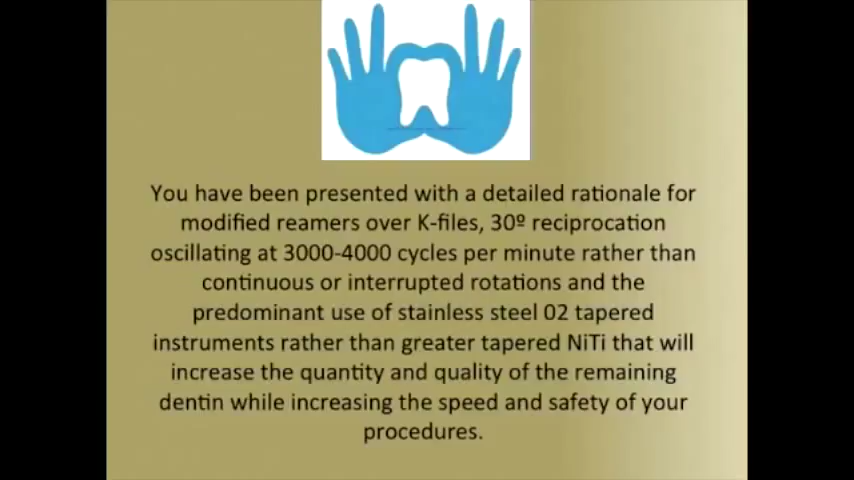 You have been presented with a detailed rationale for
modified reamers over K-files, 30º reciprocation
oscillating at 3000-4000 cycles per minute rather than
continuous or interrupted rotations and the
predominant use of stainless steel 02 tapered
instruments rather than greater tapered NiTi that will
increase the quantity and quality of the remaining
dentin while increasing the speed and safety of your
procedures.